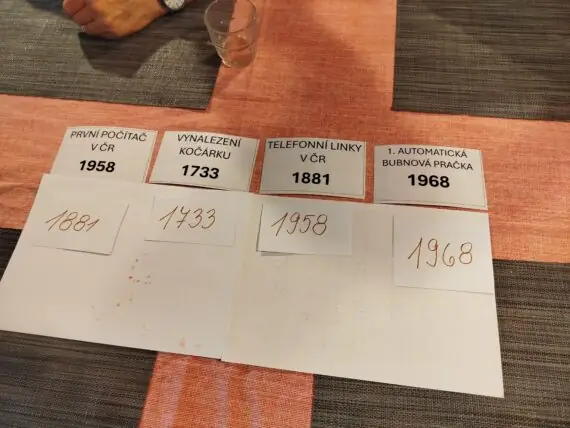 PRVNÍ POČÍTAČ
V ČR
1958
VYNALEZENÍ
KOČÁRKU
1733
TELEFONNÍ LINKY
V ČR
1881
1. AUTOMATICKÁ
BUBNOVÁ PRAČKA
1968
1881
1733
1958
1968